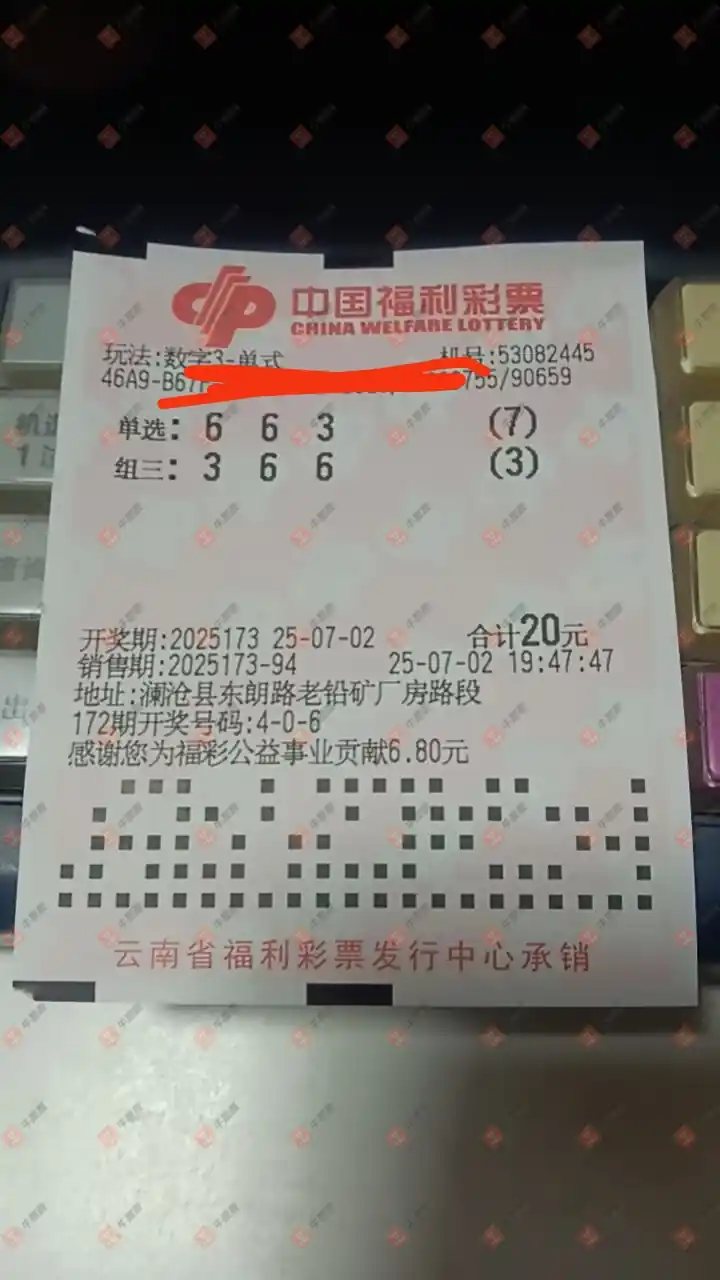 中国福利彩票
CHINA WELFARE LOTTERY
玩法:数字3-单式 机号:53082445
46A9-B67 755/90659
单选: 6 6 3 (7)
组三: 3 6 6 (3)
开奖期:2025173 25-07-02 合计20元
销售期:2025173-94 25-07-02 19:47:47
地址:澜沧县东朗路老铅矿厂房路段
172期开奖号码:4-0-6
感谢您为福彩公益事业贡献6.80元
云南省福利彩票发行中心承销